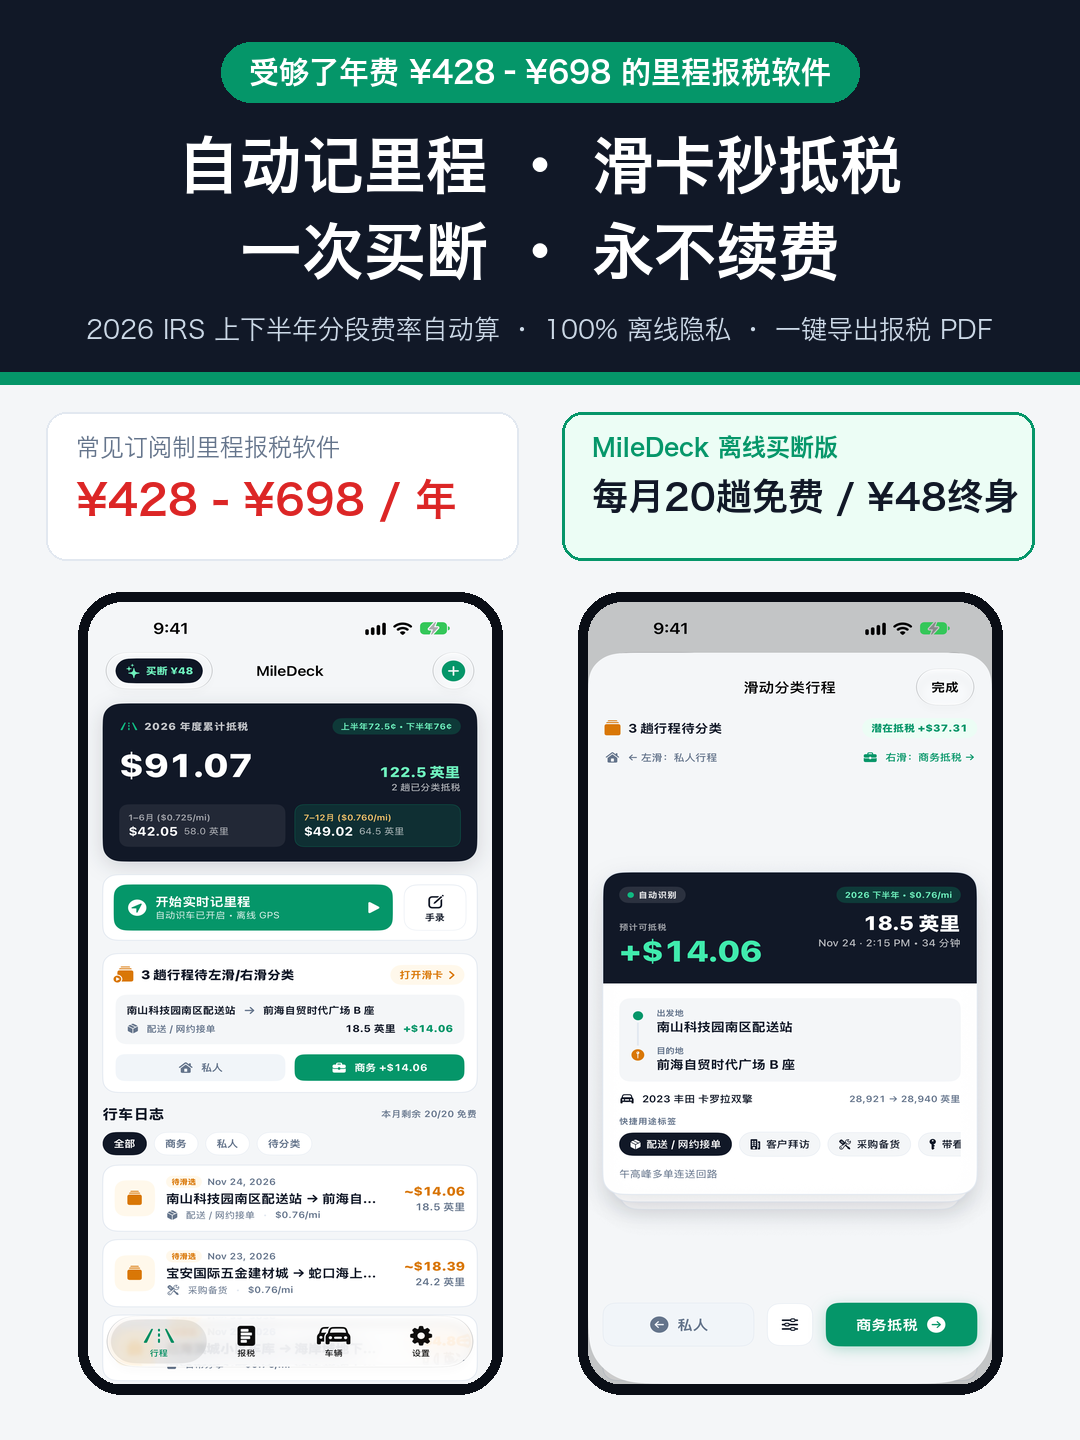 受够了年费 ¥428 - ¥698 的里程报税软件
自动记里程 • 滑卡秒抵税
一次买断 • 永不续费
2026 IRS 上下半年分段费率自动算 · 100% 离线隐私 · 一键导出报税 PDF
常见订阅制里程报税软件
¥428 - ¥698 / 年
MileDeck 离线买断版
每月20趟免费 / ¥48终身
9:41
买断 ¥48
MileDeck
2026 年度累计抵税
上半年72.5¢ • 下半年76¢
$91.07
122.5 英里
2 趟已分类抵税
1–6月 ($0.725/mi)
$42.05 58.0 英里
7–12月 ($0.760/mi)
$49.02 64.5 英里
开始实时记里程
自动识车已开启 • 离线 GPS
手录
3 趟行程待左滑/右滑分类
打开滑卡
南山科技园南区配送站 → 前海自贸时代广场 B 座
配送 / 网约接单
18.5 英里 +$14.06
私人
商务 +$14.06
行车日志
本月剩余 20/20 免费
全部
商务
私人
待分类
待滑选 Nov 24, 2026
南山科技园南区配送站 → 前海自...
~$14.06
18.5 英里
配送 / 网约接单 · $0.76/mi
待滑选 Nov 23, 2026
宝安国际五金建材城 → 蛇口海上...
~$18.39
24.2 英里
采购备货 · $0.76/mi
行程
报税
车辆
设置
9:41
滑动分类行程
完成
3 趟行程待分类
潜在抵税 +$37.31
← 左滑：私人行程
右滑：商务抵税 →
自动识别
2026 下半年 • $0.76/mi
预计可抵税
+$14.06
18.5 英里
Nov 24 · 2:15 PM • 34 分钟
出发地
南山科技园南区配送站
目的地
前海自贸时代广场 B 座
2023 丰田 卡罗拉双擎
28,921 → 28,940 英里
快捷用途标签
配送 / 网约接单
客户拜访
采购备货
带看
午高峰多单连送回路
私人
商务抵税